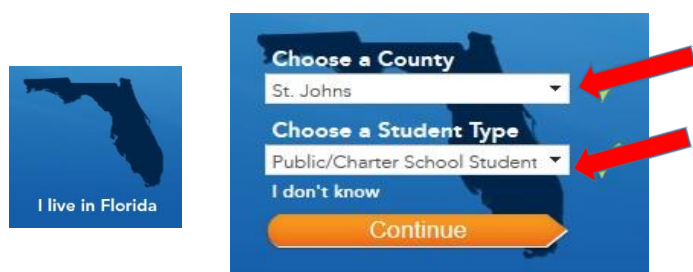 I live in Florida
Choose a County
St. Johns
Choose a Student Type
Public/Charter School Student
I don't know
Continue